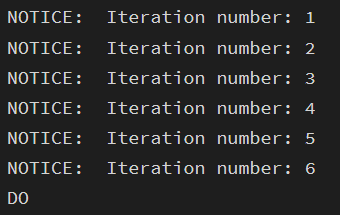 NOTICE:  Iteration number: 1
NOTICE:  Iteration number: 2
NOTICE:  Iteration number: 3
NOTICE:  Iteration number: 4
NOTICE:  Iteration number: 5
NOTICE:  Iteration number: 6
DO